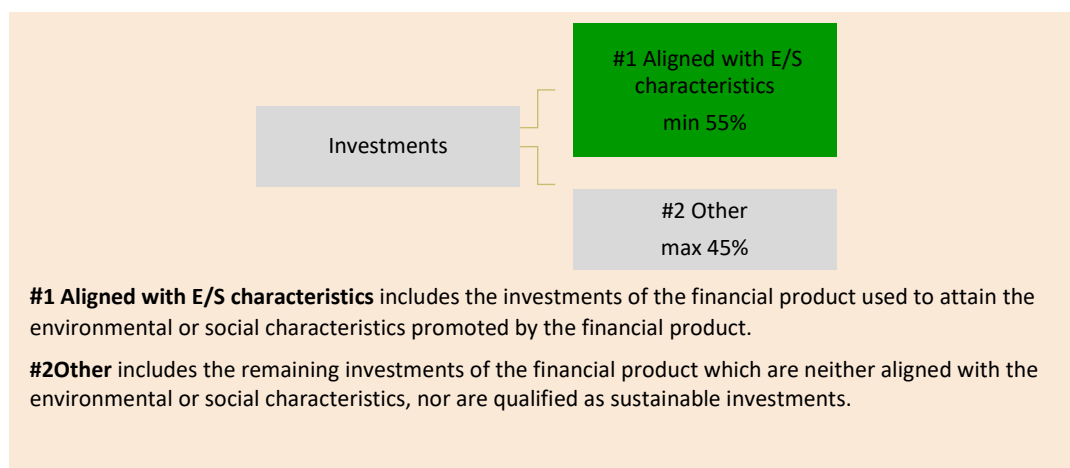 #1 Aligned with E/S
characteristics
min 55%
Investments
#2 Other
max 45%
#1 Aligned with E/S characteristics includes the investments of the financial product used to attain the
environmental or social characteristics promoted by the financial product.
#2Other includes the remaining investments of the financial product which are neither aligned with the
environmental or social characteristics, nor are qualified as sustainable investments.